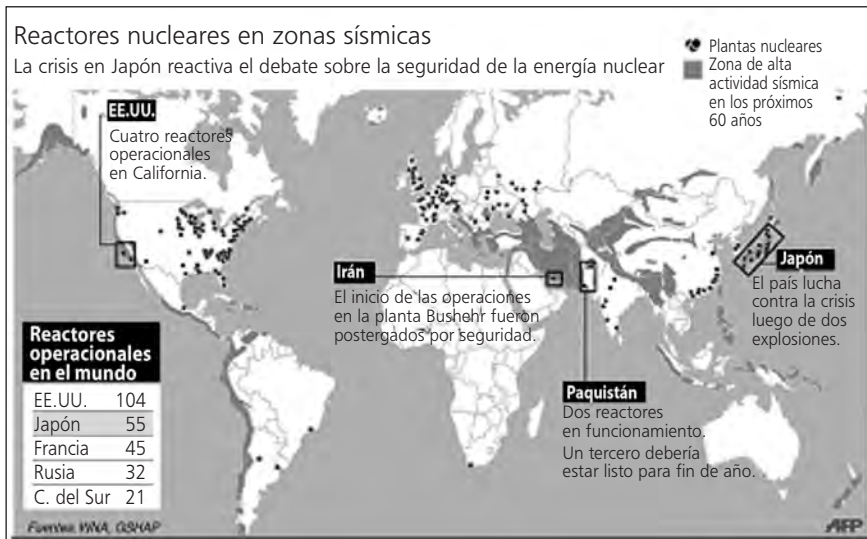 Reactores nucleares en zonas sísmicas
La crisis en Japón reactiva el debate sobre la seguridad de la energía nuclear
Plantas nucleares
Zona de alta
actividad sísmica
en los próximos
60 años
EE.UU.
Cuatro reactores
operacionales
en California.
Irán
El inicio de las operaciones
en la planta Bushehr fueron
postergados por seguridad.
Japón
El país lucha
contra la crisis
luego de dos
explosiones.
Paquistán
Dos reactores
en funcionamiento.
Un tercero debería
estar listo para fin de año.
Reactores
operacionales
en el mundo
EE.UU. 104
Japón 55
Francia 45
Rusia 32
C. del Sur 21
Fuentes: WNA, GSHAP
AFP